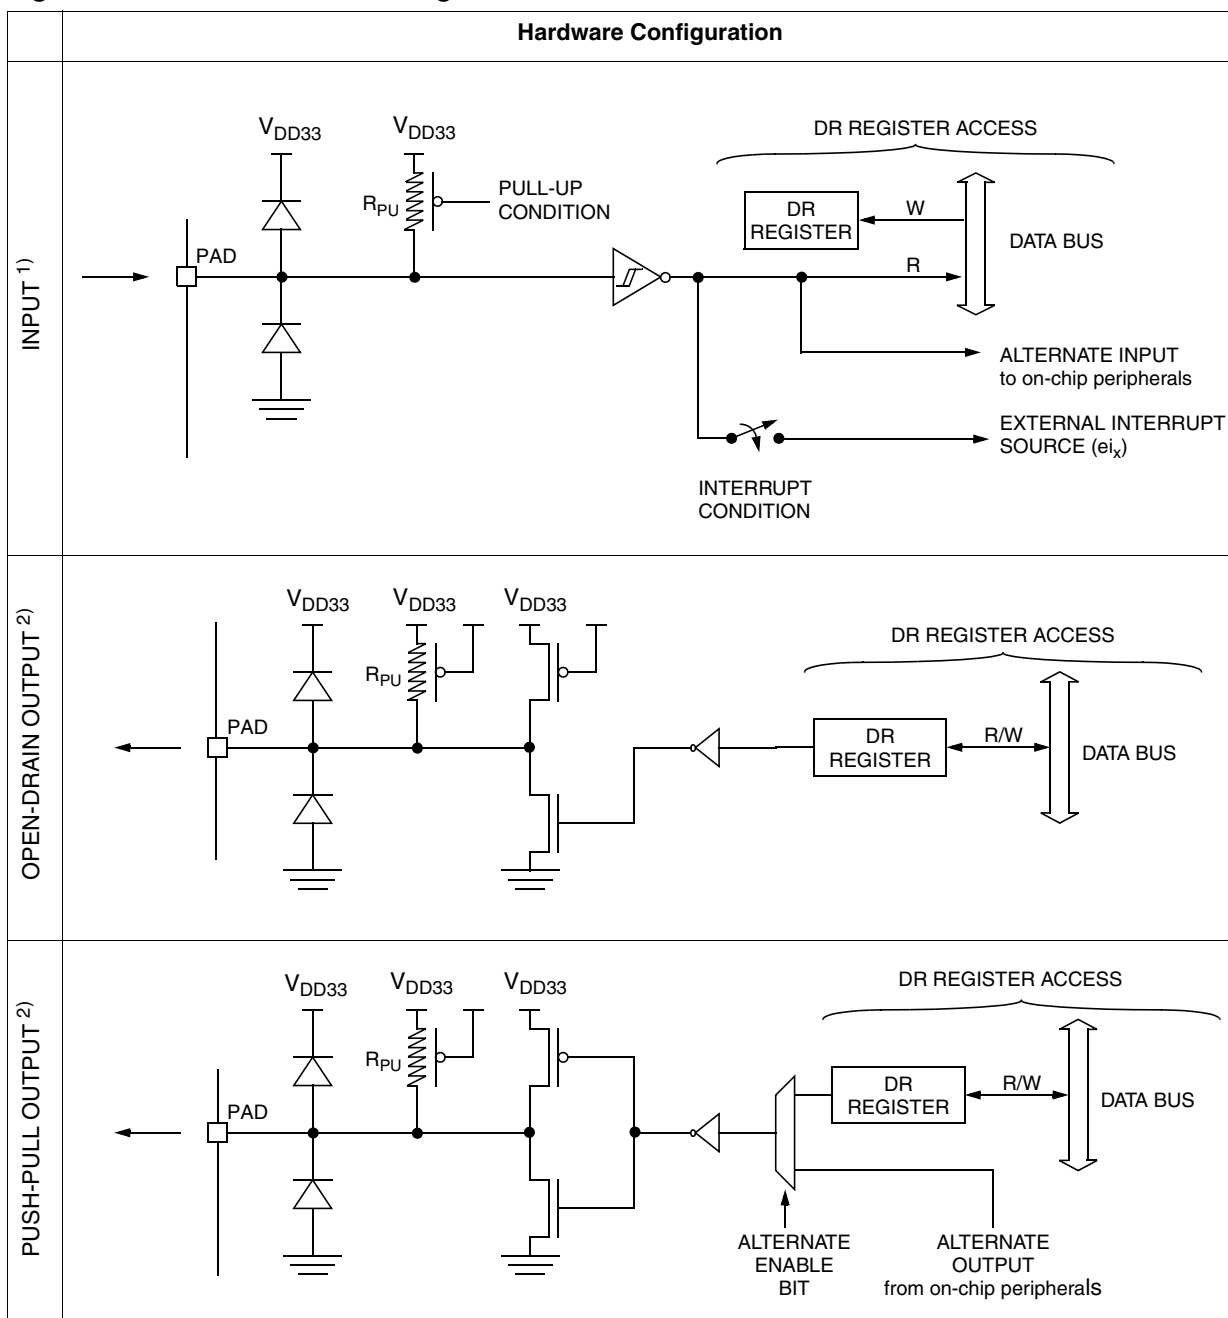 Hardware Configuration
INPUT 1)
VDD33
VDD33
RPU
PULL-UP
CONDITION
PAD
DR REGISTER ACCESS
DR
REGISTER
W
R
DATA BUS
ALTERNATE INPUT
to on-chip peripherals
EXTERNAL INTERRUPT
SOURCE (eix)
INTERRUPT
CONDITION
OPEN-DRAIN OUTPUT 2)
VDD33
VDD33
VDD33
RPU
PAD
DR REGISTER ACCESS
DR
REGISTER
R/W
DATA BUS
PUSH-PULL OUTPUT 2)
VDD33
VDD33
VDD33
RPU
PAD
DR REGISTER ACCESS
DR
REGISTER
R/W
DATA BUS
ALTERNATE
ENABLE
BIT
ALTERNATE
OUTPUT
from on-chip peripherals